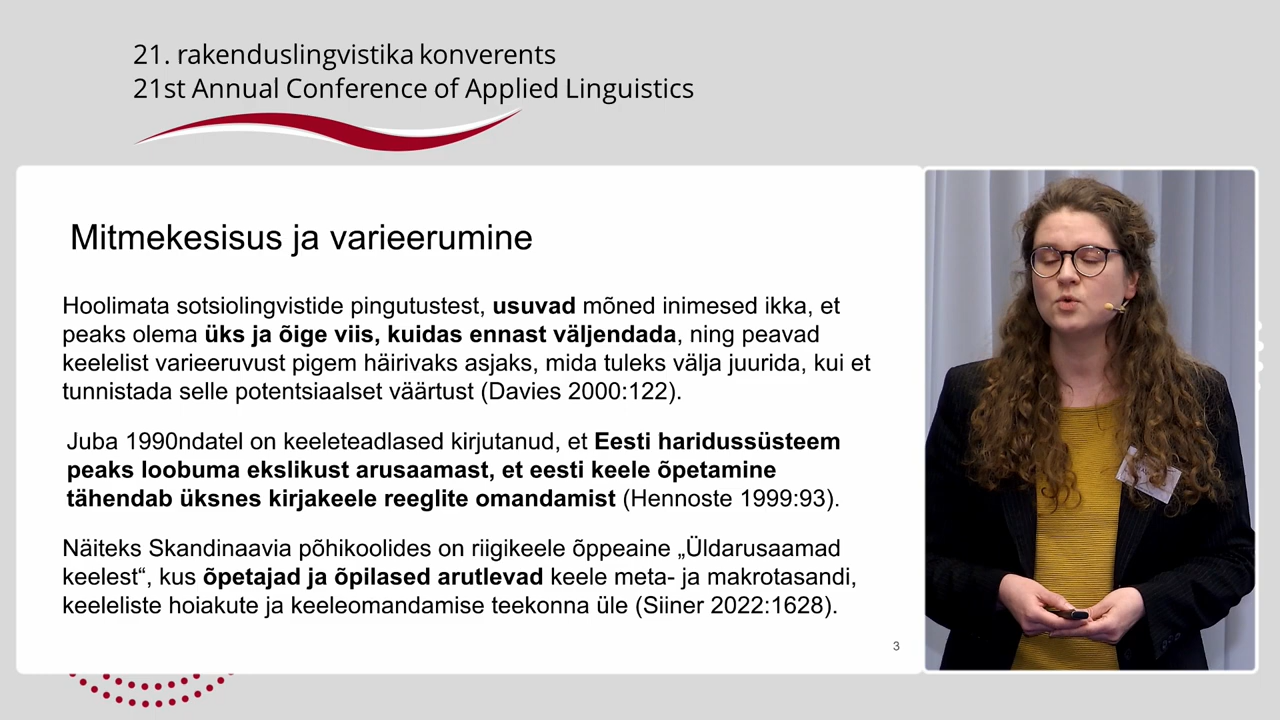 21. rakenduslingvistika konverents
21st Annual Conference of Applied Linguistics
Mitmekesisus ja varieerumine
Hoolimata sotsiolingvistide pingutustest, usuvad mõned inimesed ikka, et
peaks olema üks ja õige viis, kuidas ennast väljendada, ning peavad
keelelist varieeruvust pigem häirivaks asjaks, mida tuleks välja juurida, kui et
tunnistada selle potentsiaalset väärtust (Davies 2000:122).
Juba 1990ndatel on keeleteadlased kirjutanud, et Eesti haridussüsteem
peaks loobuma ekslikust arusaamast, et eesti keele õpetamine
tähendab üksnes kirjakeele reeglite omandamist (Hennoste 1999:93).
Näiteks Skandinaavia põhikoolides on riigikeele õppeaine „Üldarusaamad
keelest“, kus õpetajad ja õpilased arutlevad keele meta- ja makrotasandi,
keeleliste hoiakute ja keeleomandamise teekonna üle (Siiner 2022:1628).
3